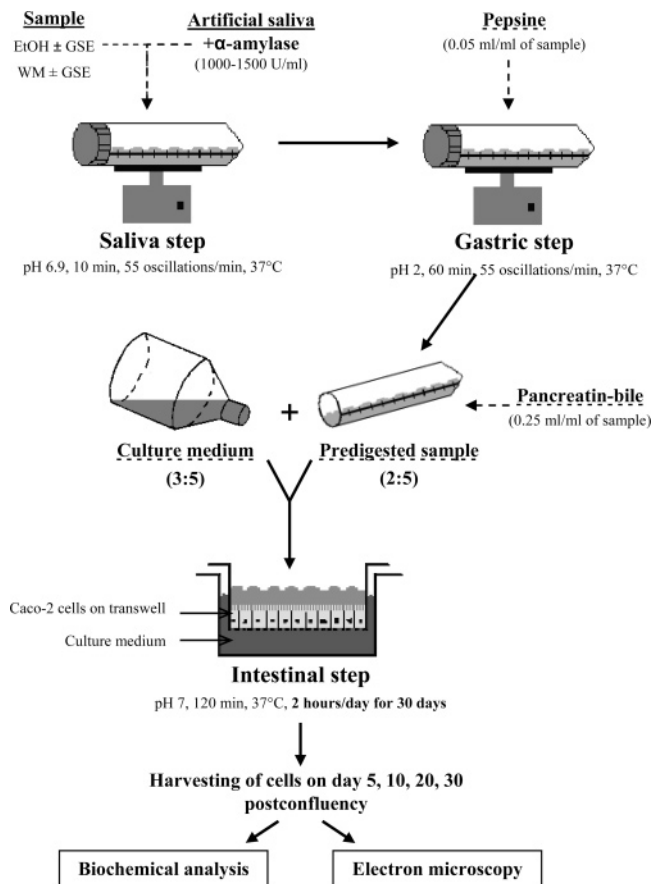 Sample
EtOH ± GSE
WM ± GSE
Artificial saliva
+α-amylase
(1000-1500 U/ml)
Pepsine
(0.05 ml/ml of sample)
Saliva step
pH 6.9, 10 min, 55 oscillations/min, 37°C
Gastric step
pH 2, 60 min, 55 oscillations/min, 37°C
+
Pancreatin-bile
(0.25 ml/ml of sample)
Culture medium
(3:5)
Predigested sample
(2:5)
Caco-2 cells on transwell
Culture medium
Intestinal step
pH 7, 120 min, 37°C, 2 hours/day for 30 days
Harvesting of cells on day 5, 10, 20, 30
postconfluency
Biochemical analysis
Electron microscopy